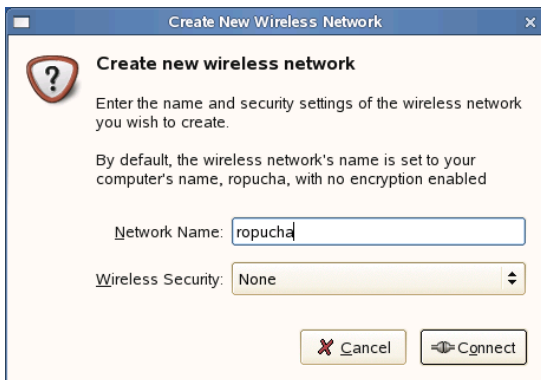 Create New Wireless Network
Create new wireless network
Enter the name and security settings of the wireless network
you wish to create.
By default, the wireless network's name is set to your
computer's name, ropucha, with no encryption enabled
Network Name: ropucha
Wireless Security: None
Cancel Connect